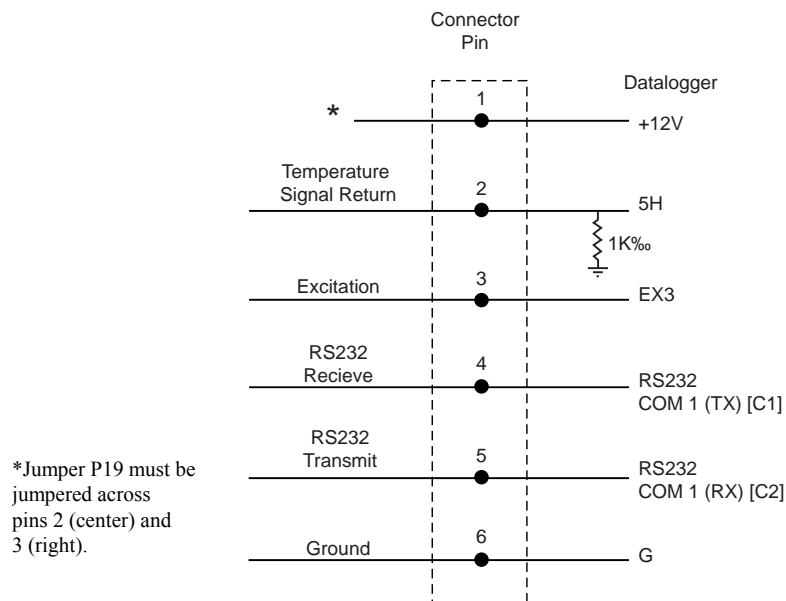 Connector
Pin
Datalogger
1
*
+12V
Temperature
Signal Return
2
5H
1K‰
Excitation
3
EX3
RS232
Recieve
4
RS232
COM 1 (TX) [C1]
RS232
Transmit
5
RS232
COM 1 (RX) [C2]
*Jumper P19 must be
jumpered across
pins 2 (center) and
3 (right).
Ground
6
G